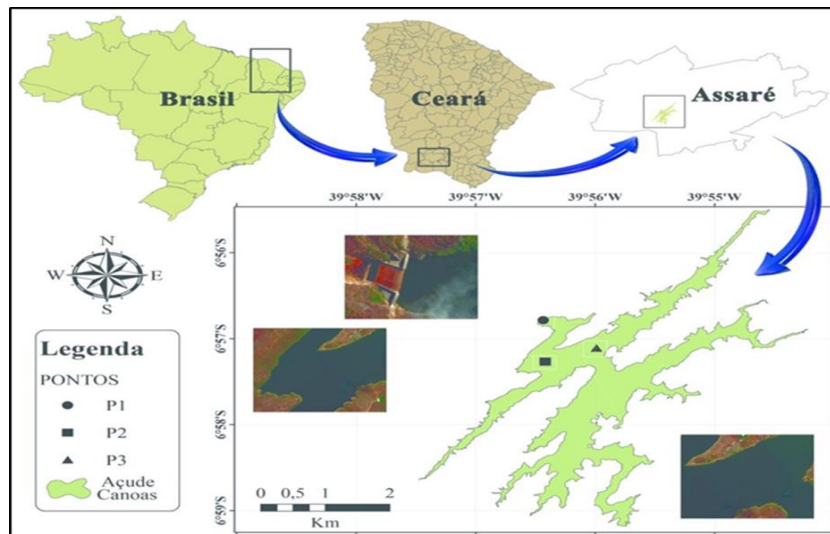 Brasil
Ceará
Assaré
39°58'W 39°57'W 39°56'W 39°55'W
6°56'S
6°57'S
6°58'S
6°59'S
N
W E
S
Legenda
PONTOS
P1
P2
P3
Açude
Canoas
0 0,5 1 2
Km